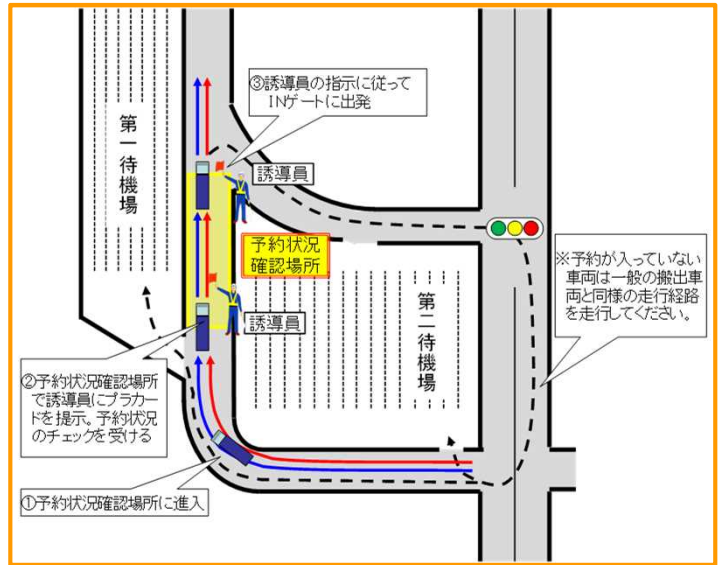 ③誘導員の指示に従って
INゲートに出発
第一待機場
誘導員
予約状況
確認場所
※予約が入っていない
車両は一般の搬出車
両と同様の走行経路
を走行してください。
誘導員
第二待機場
②予約状況確認場所
で誘導員にプラカー
ドを提示。予約状況
のチェックを受ける
①予約状況確認場所に進入